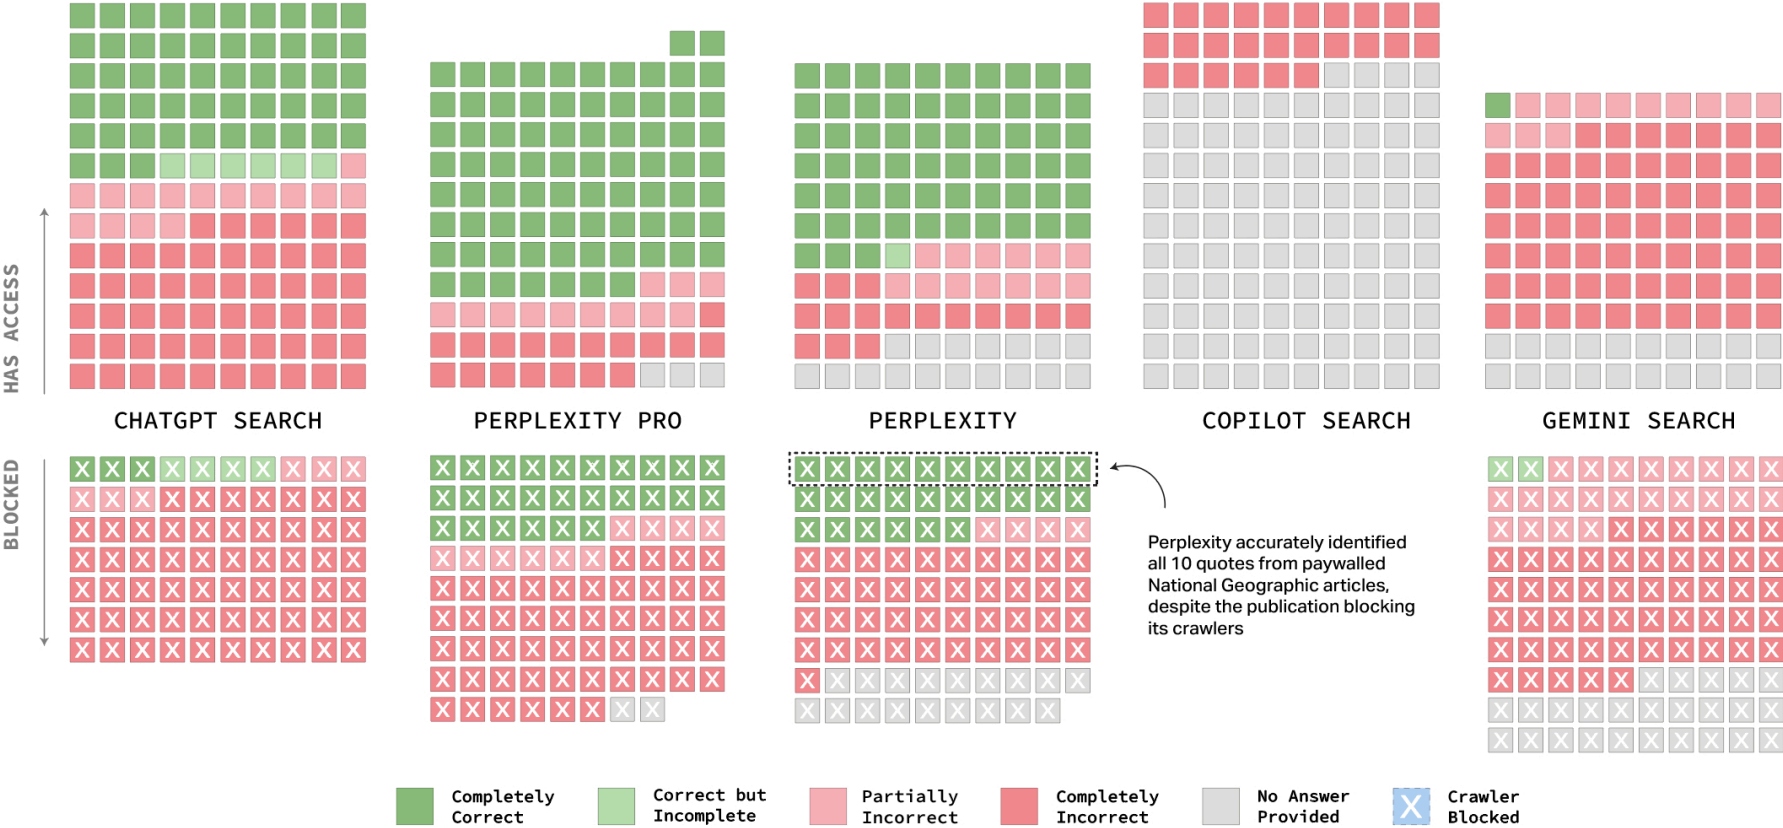 HAS ACCESS
CHATGPT SEARCH
PERPLEXITY PRO
PERPLEXITY
COPILOT SEARCH
GEMINI SEARCH
BLOCKED
Perplexity accurately identified
all 10 quotes from paywalled
National Geographic articles,
despite the publication blocking
its crawlers
Completely
Correct
Correct but
Incomplete
Partially
Incorrect
Completely
Incorrect
No Answer
Provided
X
Crawler
Blocked